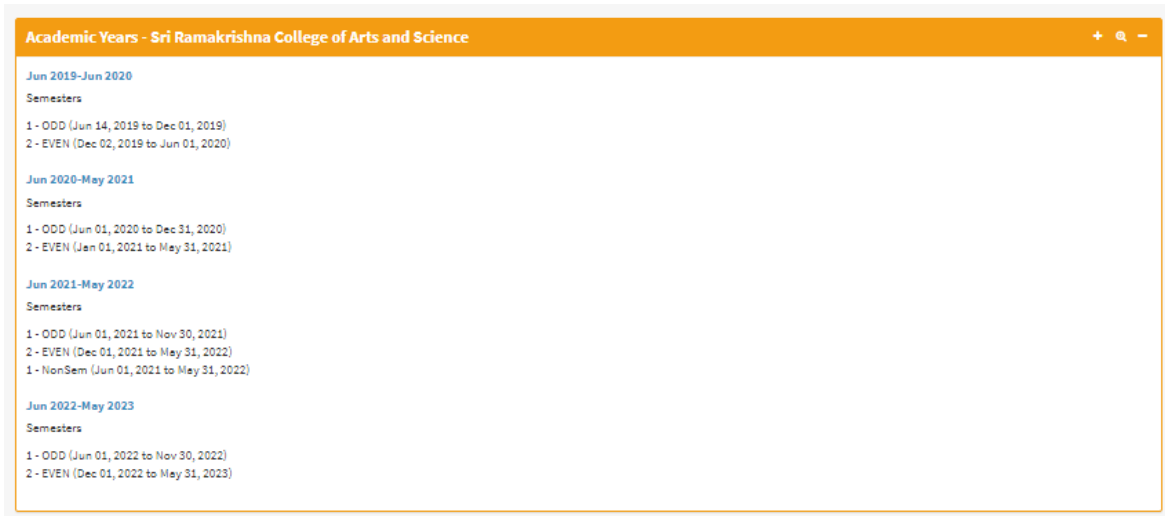 Academic Years - Sri Ramakrishna College of Arts and Science
Jun 2019-Jun 2020
Semesters
1 - ODD (Jun 14, 2019 to Dec 01, 2019)
2 - EVEN (Dec 02, 2019 to Jun 01, 2020)
Jun 2020-May 2021
Semesters
1 - ODD (Jun 01, 2020 to Dec 31, 2020)
2 - EVEN (Jan 01, 2021 to May 31, 2021)
Jun 2021-May 2022
Semesters
1 - ODD (Jun 01, 2021 to Nov 30, 2021)
2 - EVEN (Dec 01, 2021 to May 31, 2022)
1 - NonSem (Jun 01, 2021 to May 31, 2022)
Jun 2022-May 2023
Semesters
1 - ODD (Jun 01, 2022 to Nov 30, 2022)
2 - EVEN (Dec 01, 2022 to May 31, 2023)